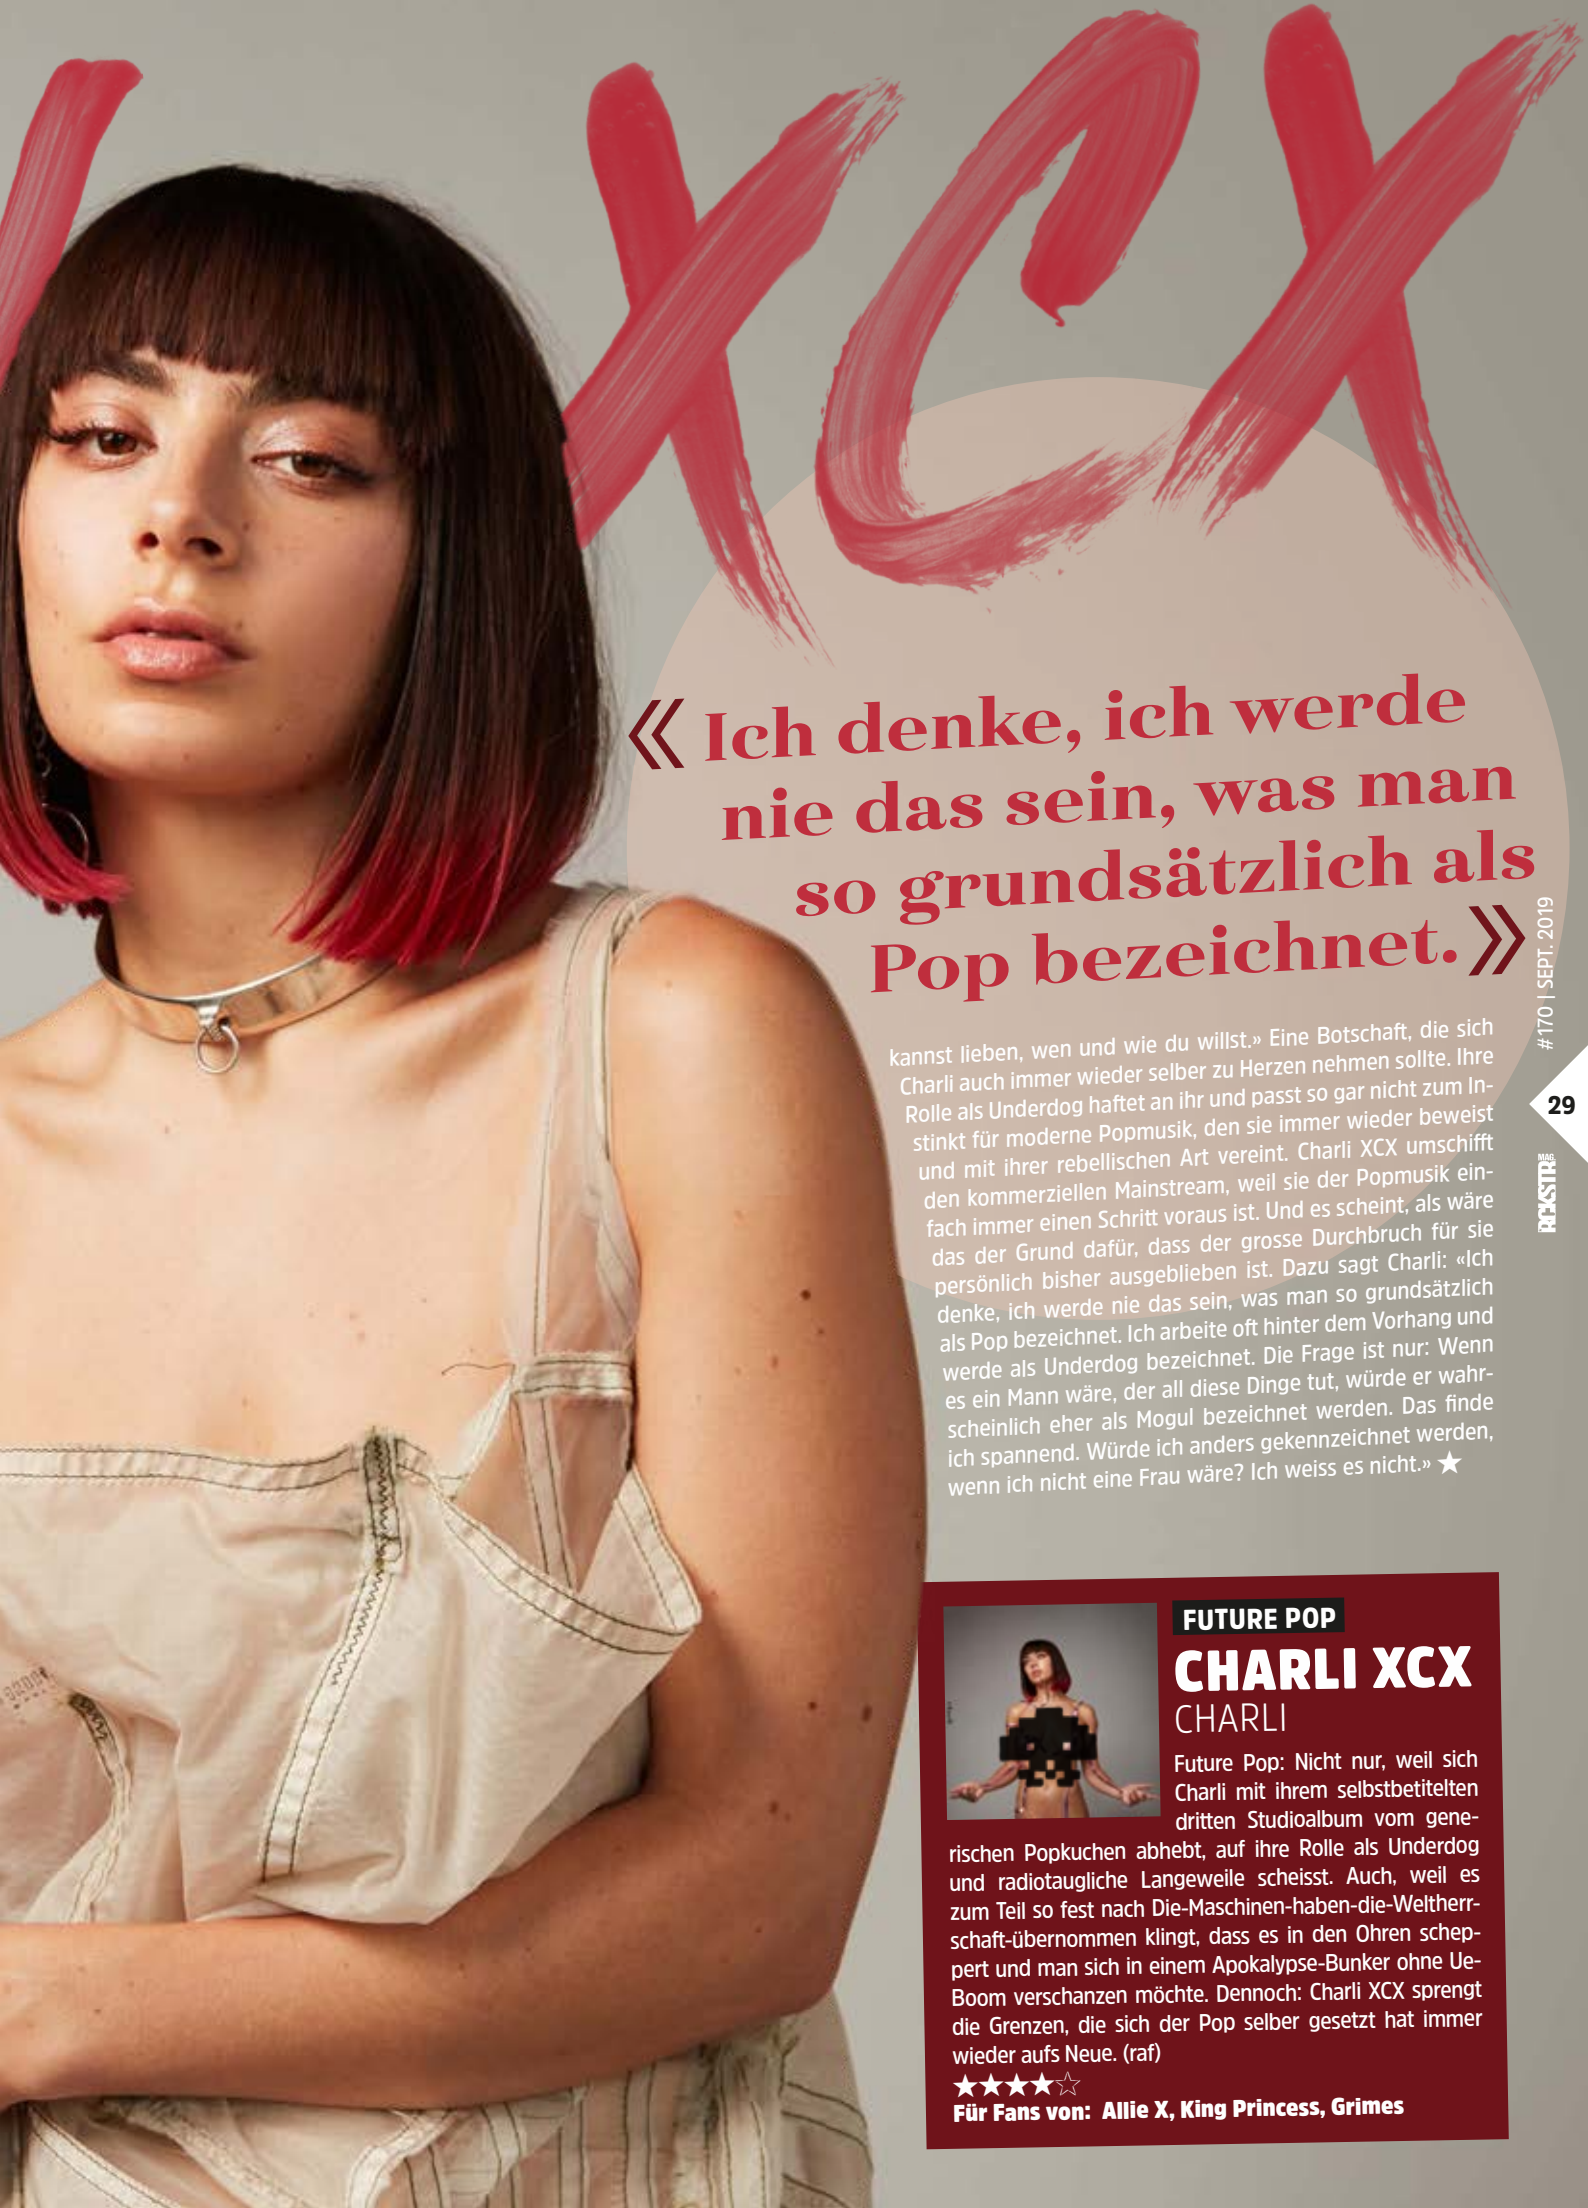 XCX
« Ich denke, ich werde
nie das sein, was man
so grundsätzlich als
Pop bezeichnet. »
kannst lieben, wen und wie du willst.» Eine Botschaft, die sich
Charli auch immer wieder selber zu Herzen nehmen sollte. Ihre
Rolle als Underdog haftet an ihr und passt so gar nicht zum In-
stinkt für moderne Popmusik, den sie immer wieder beweist
und mit ihrer rebellischen Art vereint. Charli XCX umschifft
den kommerziellen Mainstream, weil sie der Popmusik ein-
fach immer einen Schritt voraus ist. Und es scheint, als wäre
das der Grund dafür, dass der grosse Durchbruch für sie
persönlich bisher ausgeblieben ist. Dazu sagt Charli: «Ich
denke, ich werde nie das sein, was man so grundsätzlich
als Pop bezeichnet. Ich arbeite oft hinter dem Vorhang und
werde als Underdog bezeichnet. Die Frage ist nur: Wenn
es ein Mann wäre, der all diese Dinge tut, würde er wahr-
scheinlich eher als Mogul bezeichnet werden. Das finde
ich spannend. Würde ich anders gekennzeichnet werden,
wenn ich nicht eine Frau wäre? Ich weiss es nicht.» ★
#170 | SEPT. 2019
29
RCKSTR MAG.
FUTURE POP
CHARLI XCX
CHARLI
Future Pop: Nicht nur, weil sich
Charli mit ihrem selbstbetitelten
dritten Studioalbum vom gene-
rischen Popkuchen abhebt, auf ihre Rolle als Underdog
und radiotaugliche Langeweile scheisst. Auch, weil es
zum Teil so fest nach Die-Maschinen-haben-die-Weltherr-
schaft-übernommen klingt, dass es in den Ohren schep-
pert und man sich in einem Apokalypse-Bunker ohne Ue-
Boom verschanzen möchte. Dennoch: Charli XCX sprengt
die Grenzen, die sich der Pop selber gesetzt hat immer
wieder aufs Neue. (raf)
★★★★☆
Für Fans von: Allie X, King Princess, Grimes